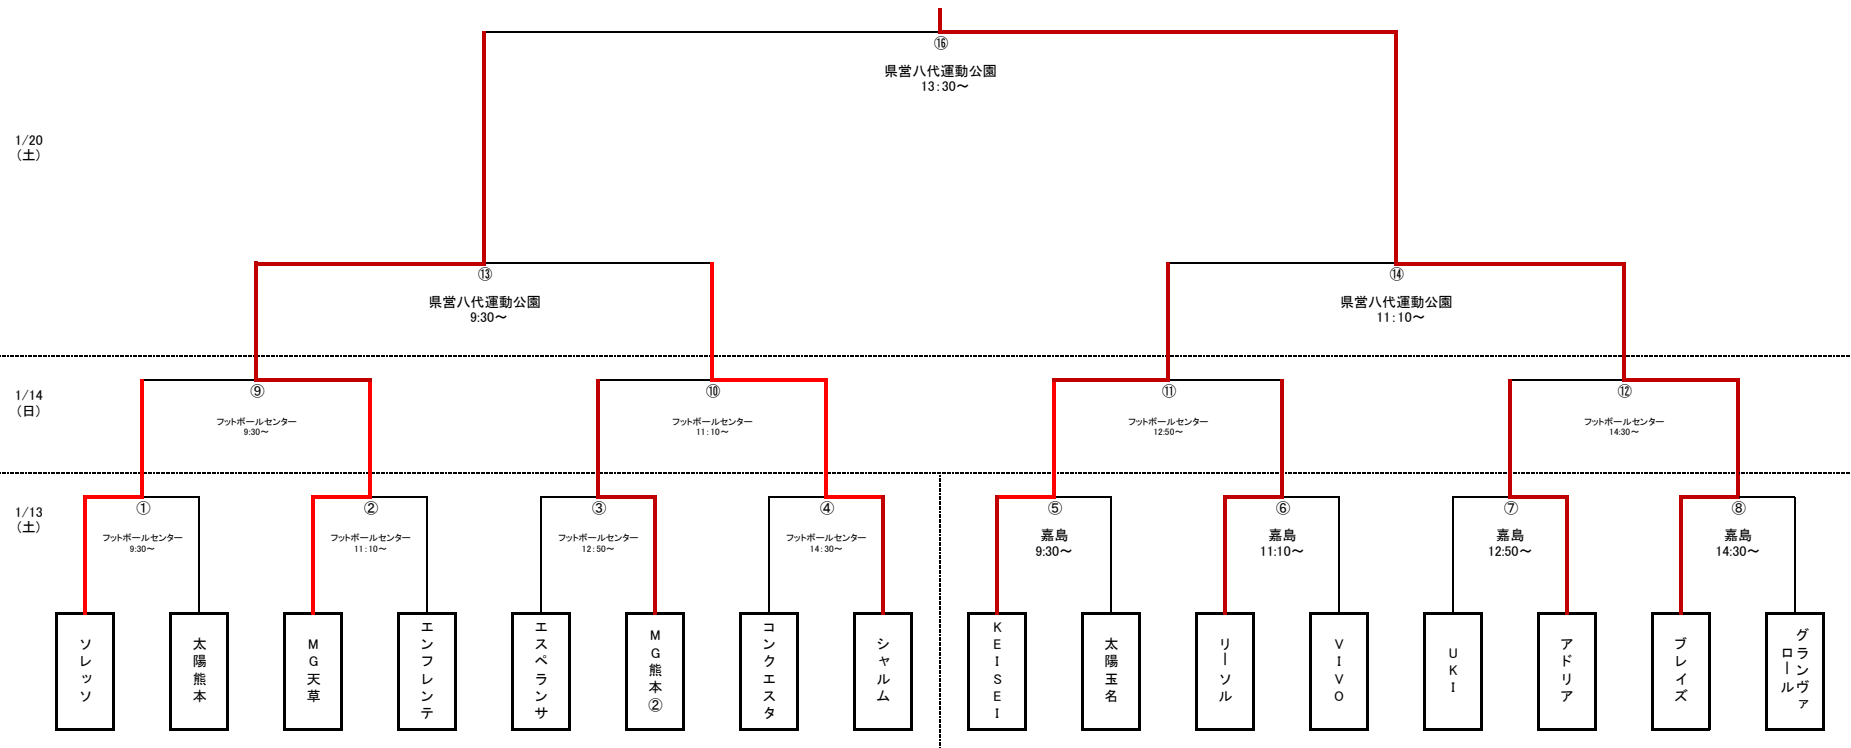 ⑯
県営八代運動公園
13:30～
1/20
(土)
⑬
県営八代運動公園
9:30～
⑭
県営八代運動公園
11:10～
1/14
(日)
⑨
フットボールセンター
9:30～
⑩
フットボールセンター
11:10～
⑪
フットボールセンター
12:50～
⑫
フットボールセンター
14:30～
1/13
(土)
①
フットボールセンター
9:30～
②
フットボールセンター
11:10～
③
フットボールセンター
12:50～
④
フットボールセンター
14:30～
⑤
嘉島
9:30～
⑥
嘉島
11:10～
⑦
嘉島
12:50～
⑧
嘉島
14:30～
ソレッソ
太陽熊本
MG天草
エンフレンテ
エスペランサ
MG熊本②
コンクエスタ
シャルム
KEISEI
太陽玉名
リーソル
VIVO
UKI
アドリア
ブレイズ
グランヴァ
ロール